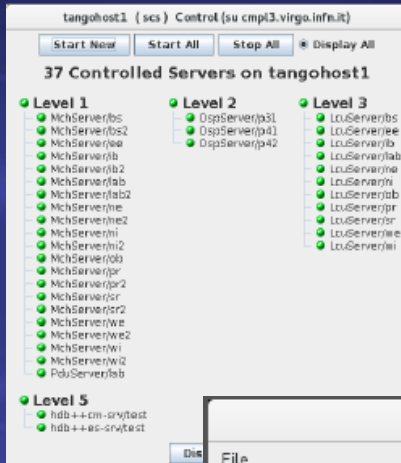 tangohost1 (scs) Control (su cmpl3.virgo.infn.it)
Start New Start All Stop All Display All
37 Controlled Servers on tangohost1
Level 1
MchServer/bs
MchServer/bs2
MchServer/ee
MchServer/ib
MchServer/ib2
MchServer/lab
MchServer/lab2
MchServer/ne
MchServer/ne2
MchServer/ni
MchServer/ni2
MchServer/ob
MchServer/pr
MchServer/pr2
MchServer/sr
MchServer/sr2
MchServer/we
MchServer/we2
MchServer/wi
MchServer/wi2
PduServer/lab
Level 2
DspServer/p31
DspServer/p41
DspServer/p42
Level 3
LcuServer/bs
LcuServer/ee
LcuServer/ib
LcuServer/lab
LcuServer/ne
LcuServer/ni
LcuServer/ob
LcuServer/pr
LcuServer/sr
LcuServer/we
LcuServer/wi
Level 5
hdb++cm-srv/test
hdb++es-srv/test
Dis
File